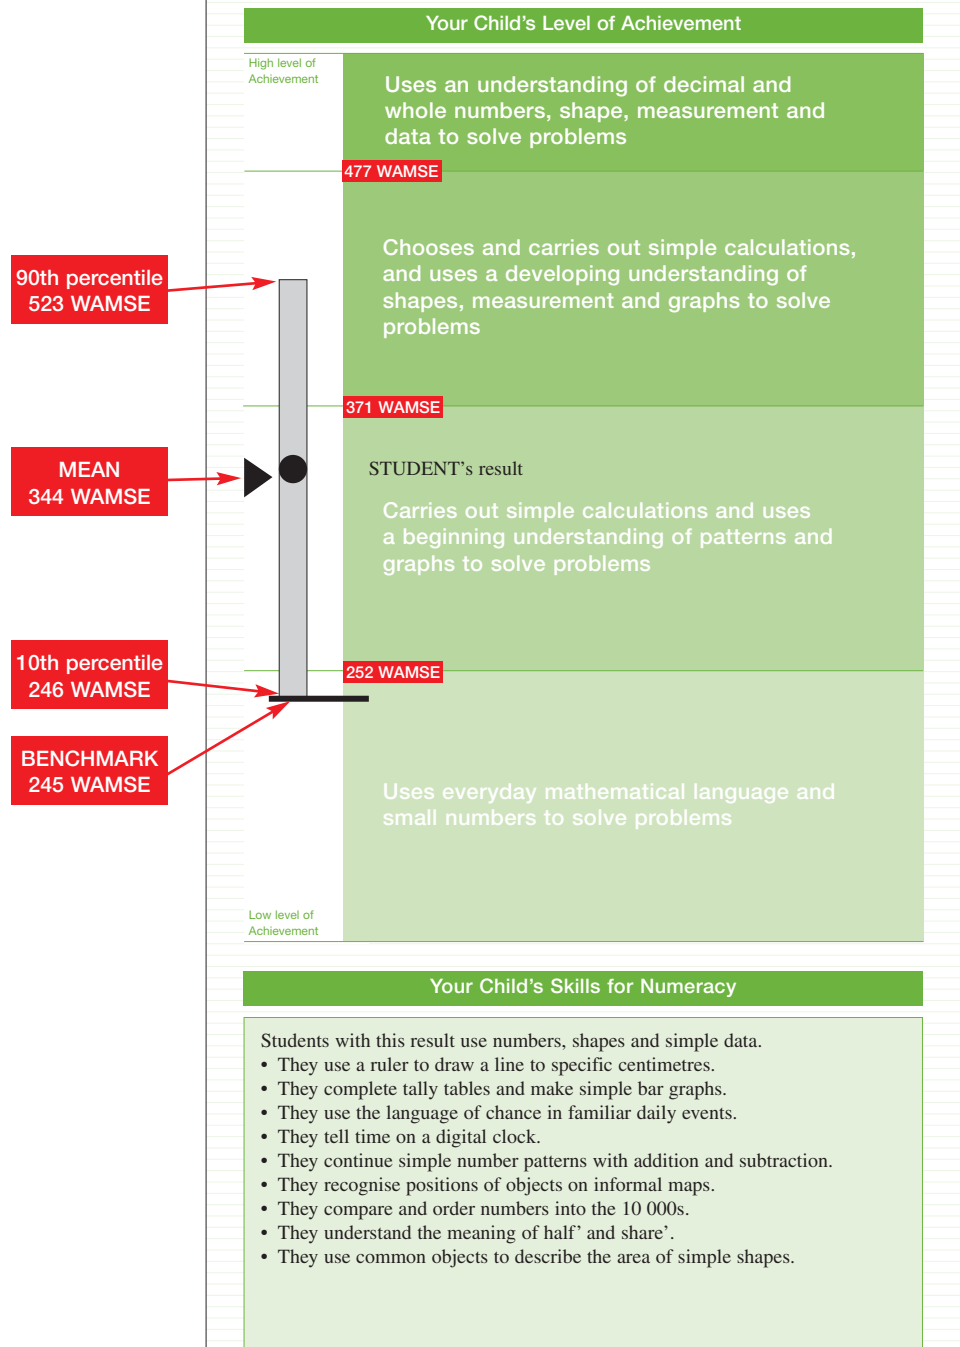 Your Child's Level of Achievement
High level of
Achievement
Uses an understanding of decimal and
whole numbers, shape, measurement and
data to solve problems
477 WAMSE
Chooses and carries out simple calculations,
and uses a developing understanding of
shapes, measurement and graphs to solve
problems
90th percentile
523 WAMSE
371 WAMSE
MEAN
344 WAMSE
STUDENT's result
Carries out simple calculations and uses
a beginning understanding of patterns and
graphs to solve problems
10th percentile
246 WAMSE
252 WAMSE
BENCHMARK
245 WAMSE
Uses everyday mathematical language and
small numbers to solve problems
Low level of
Achievement
Your Child's Skills for Numeracy
Students with this result use numbers, shapes and simple data.
• They use a ruler to draw a line to specific centimetres.
• They complete tally tables and make simple bar graphs.
• They use the language of chance in familiar daily events.
• They tell time on a digital clock.
• They continue simple number patterns with addition and subtraction.
• They recognise positions of objects on informal maps.
• They compare and order numbers into the 10 000s.
• They understand the meaning of half' and share'.
• They use common objects to describe the area of simple shapes.